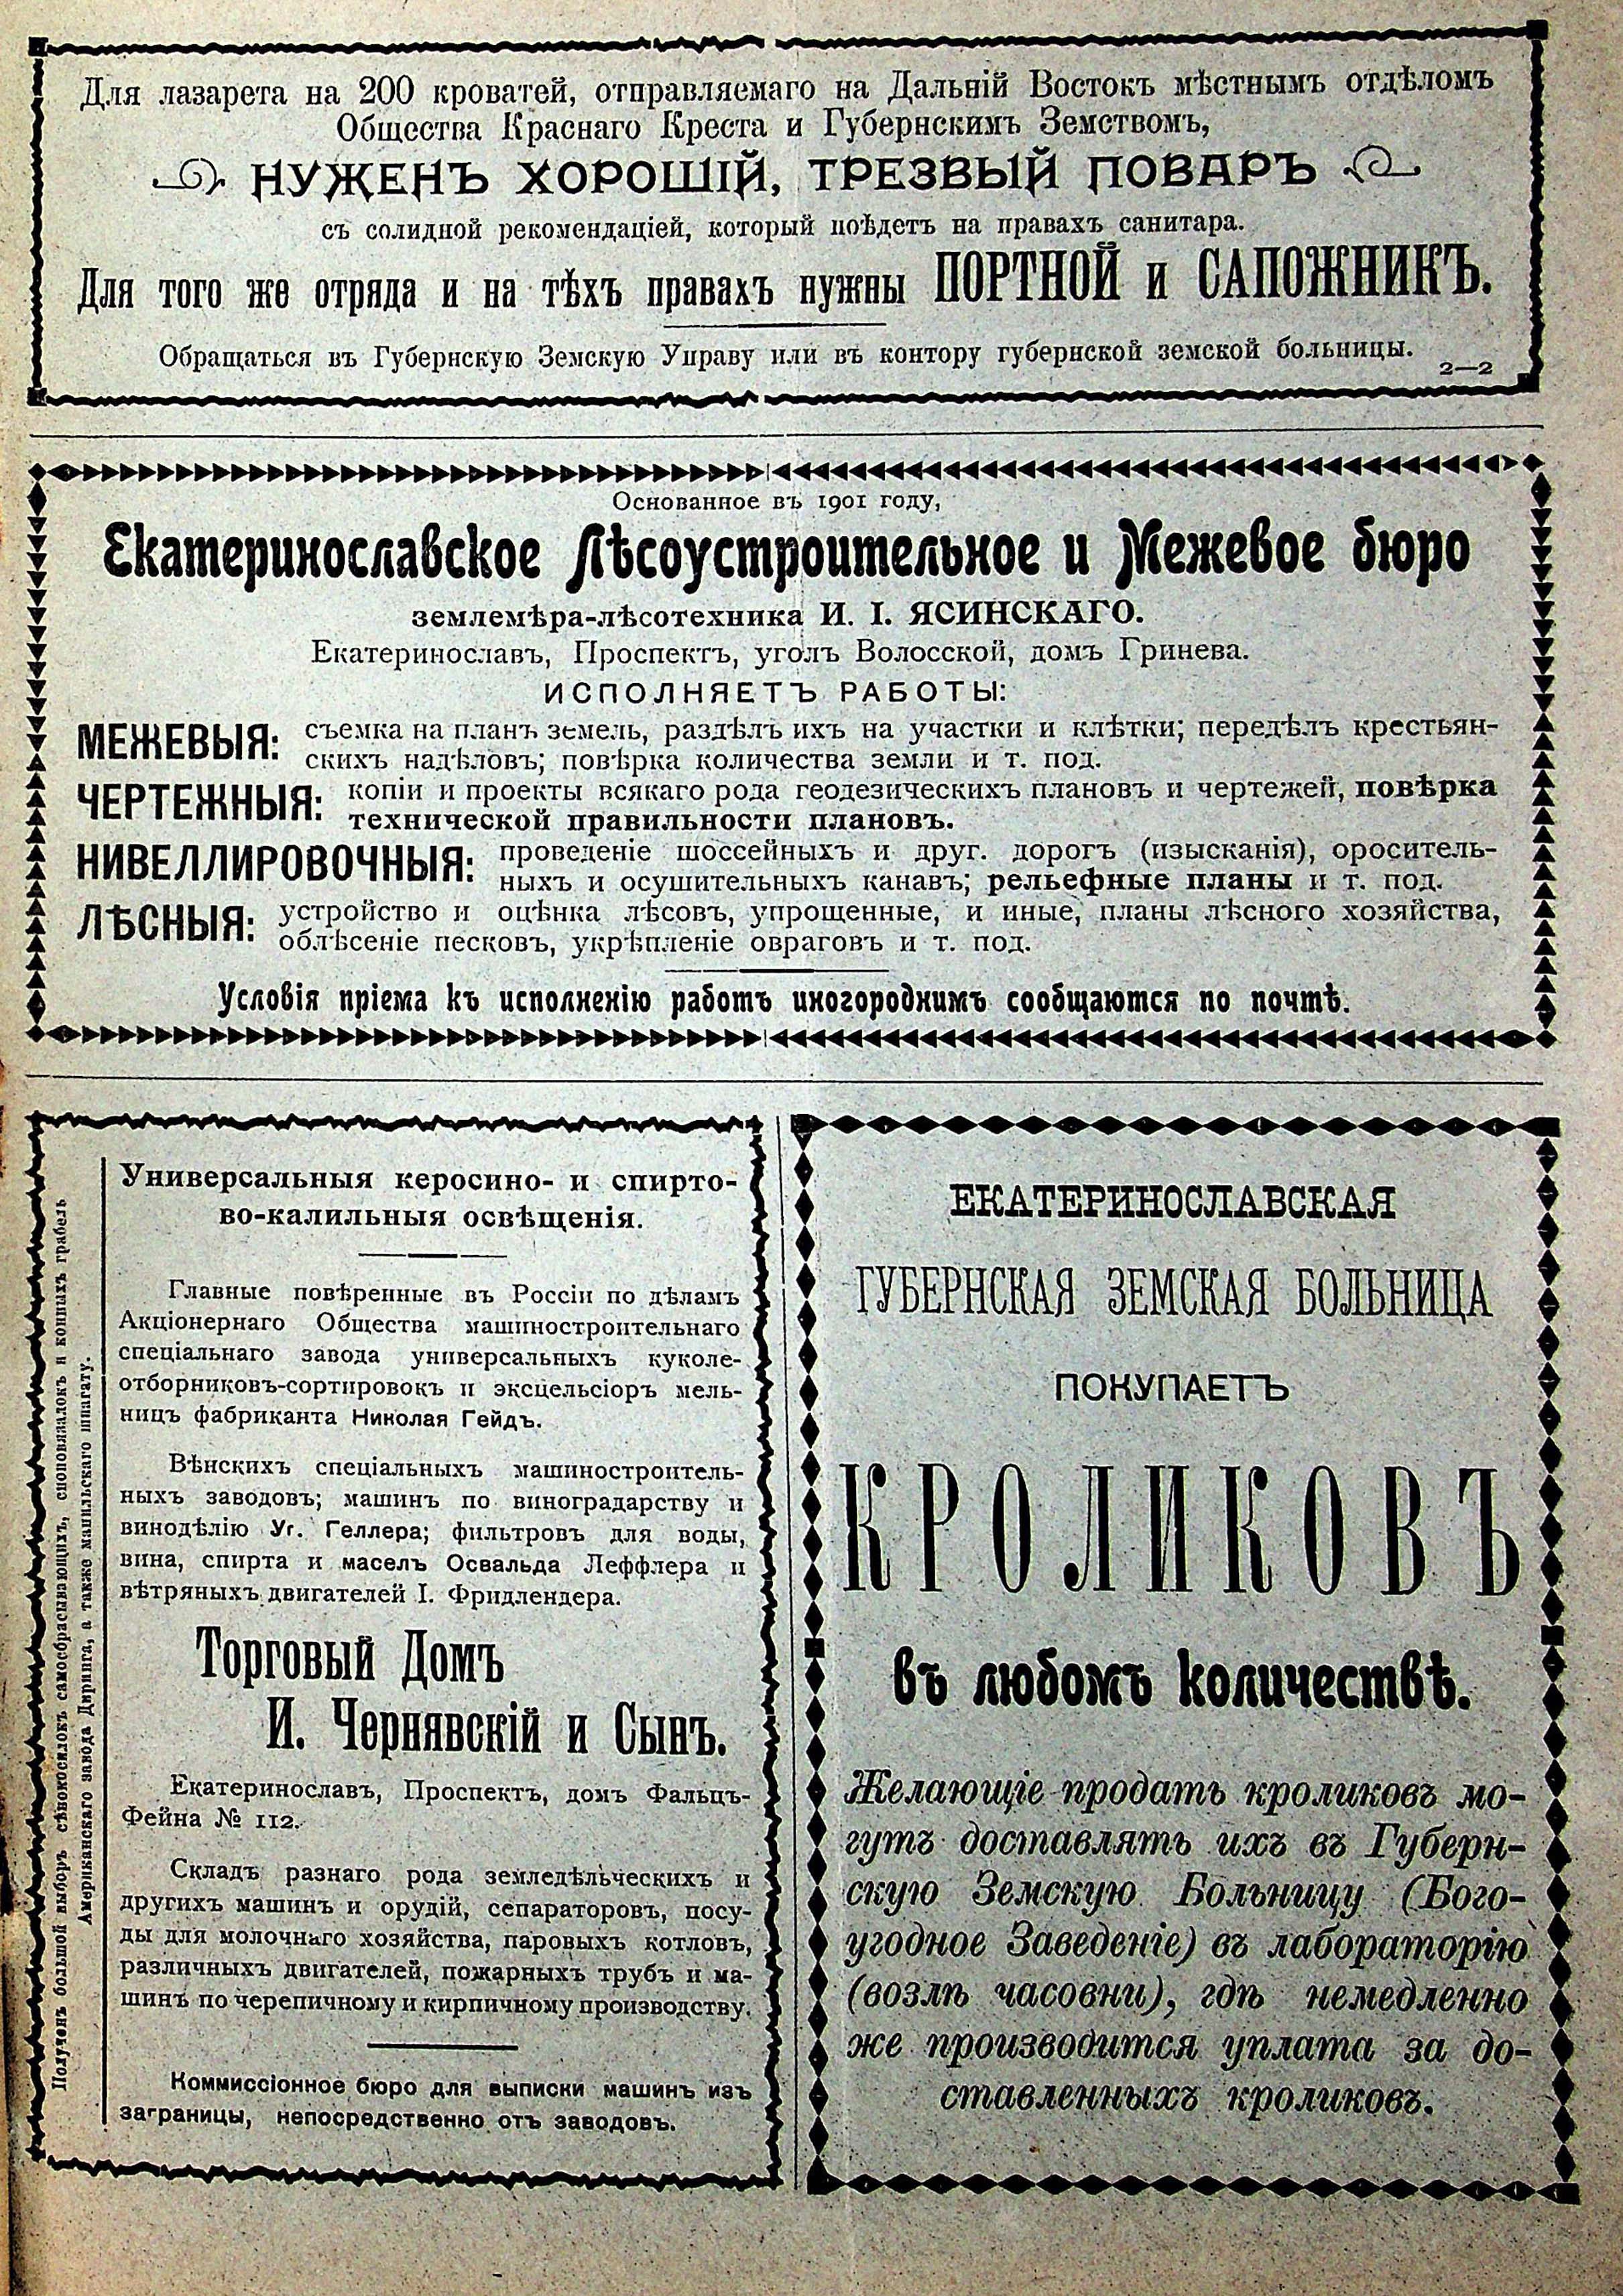 Для лазарета на 200 кроватей, отправляемаго на Дальній Востокъ мѣстнымъ отдѣломъ
Общества Краснаго Креста и Губернскимъ Земствомъ,
НУЖЕНЪ ХОРОШІЙ, ТРЕЗВЫЙ ПОВАРЪ
съ солидной рекомендаціей, который поѣдетъ на правахъ санитара.
Для того же отряда и на тѣхъ правахъ нужны ПОРТНОЙ и САПОЖНИКЪ.
Обращаться въ Губернскую Земскую Управу или въ контору губернской земской больницы.
2—2
Основанное въ 1901 году,
Екатеринославское Лѣсоустроительное и Межевое бюро
землемѣра-лѣсотехника И. І. ЯСИНСКАГО.
Екатеринославъ, Проспектъ, уголъ Волосской, домъ Гринева.
ИСПОЛНЯЕТЪ РАБОТЫ:
МЕЖЕВЫЯ: съемка на планъ земель, раздѣлъ ихъ на участки и клѣтки; передѣлъ крестьян-
скихъ надѣловъ; повѣрка количества земли и т. под.
ЧЕРТЕЖНЫЯ: копіи и проекты всякаго рода геодезическихъ плановъ и чертежей, повѣрка
технической правильности плановъ.
НИВЕЛЛИРОВОЧНЫЯ: проведеніе шоссейныхъ и друг. дорогъ (изысканія), ороситель-
ныхъ и осушительныхъ канавъ; рельефные планы и т. под.
ЛѢСНЫЯ: устройство и оцѣнка лѣсовъ, упрощенные, и иные, планы лѣсного хозяйства,
облѣсеніе песковъ, укрѣпленіе овраговъ и т. под.
Условія пріема къ исполненію работъ иногороднимъ сообщаются по почтѣ.
Получен большой выборъ сѣнокосилокъ самосбрасывающихъ, сноповязалокъ и конныхъ грабель
Американскаго завода Диринга, а также манильскаго шпагату.
Универсальныя керосино- и спирто-
во-калильныя освѣщенія.
Главные повѣренные въ Россіи по дѣламъ
Акціонернаго Общества машиностроительнаго
спеціальнаго завода универсальныхъ куколе-
отборниковъ-сортировокъ и эксцельсіоръ мель-
ницъ фабриканта Николая Гейдъ.
Вѣнскихъ спеціальныхъ машиностроитель-
ныхъ заводовъ; машинъ по виноградарству и
винодѣлію Уг. Геллера; фильтровъ для воды,
вина, спирта и маселъ Освальда Леффлера и
вѣтряныхъ двигателей І. Фридлендера.
Торговый Домъ
И. Чернявскій и Сынъ.
Екатеринославъ, Проспектъ, домъ Фальцъ-
Фейна № 112.
Складъ разнаго рода земледѣльческихъ и
другихъ машинъ и орудій, сепараторовъ, посу-
ды для молочнаго хозяйства, паровыхъ котловъ,
различныхъ двигателей, пожарныхъ трубъ и ма-
шинъ по черепичному и кирпичному производству.
Коммиссіонное бюро для выписки машинъ изъ
заграницы, непосредственно отъ заводовъ.
ЕКАТЕРИНОСЛАВСКАЯ
ГУБЕРНСКАЯ ЗЕМСКАЯ БОЛЬНИЦА
ПОКУПАЕТЪ
КРОЛИКОВЪ
въ любомъ количествѣ.
Желающіе продать кроликовъ мо-
гутъ доставлять ихъ въ Губерн-
скую Земскую Больницу (Бого-
угодное Заведеніе) въ лабораторію
(возлѣ часовни), гдѣ немедленно
же производится уплата за до-
ставленныхъ кроликовъ.